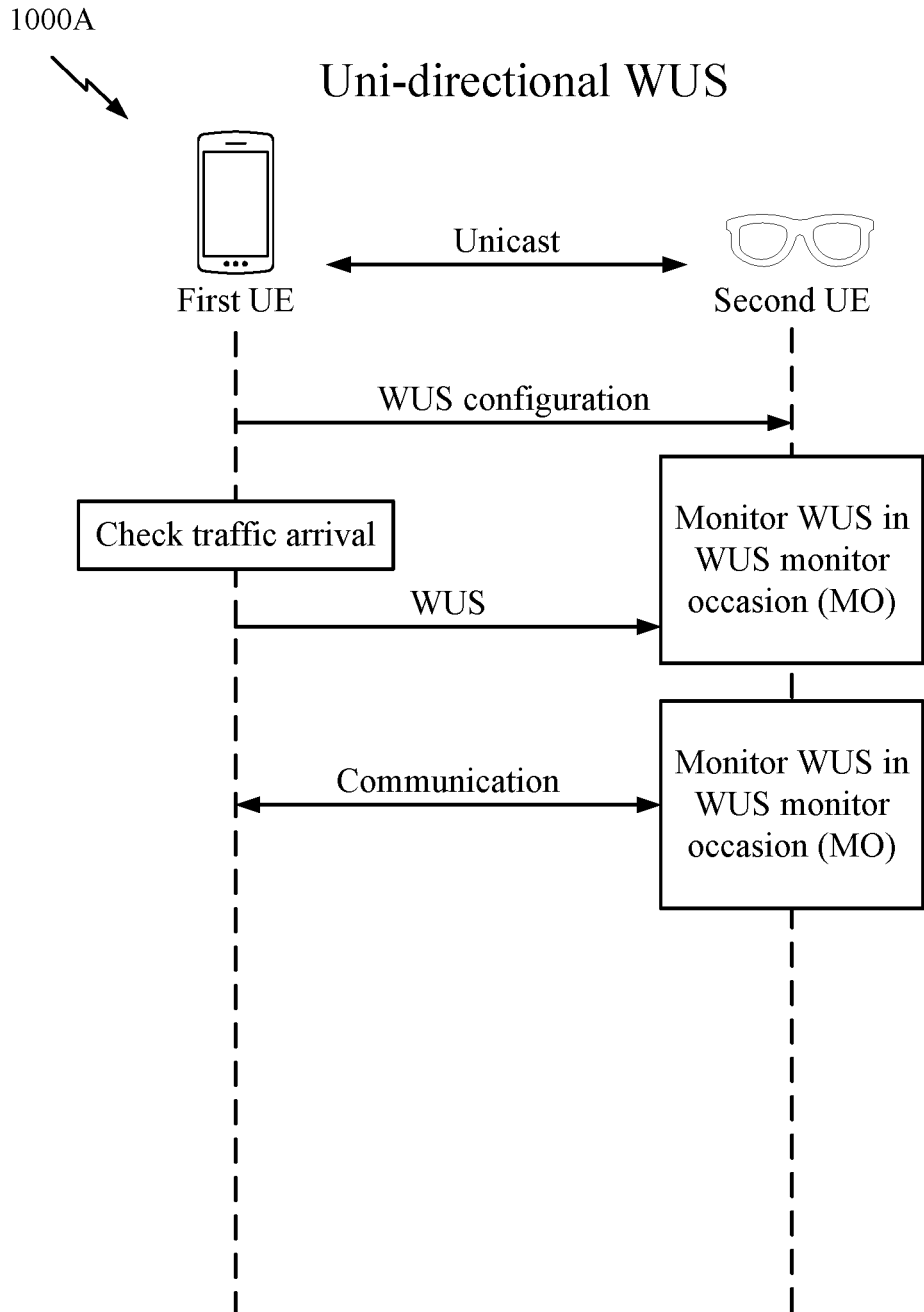 1000A
Uni-directional WUS
Unicast
First UE
Second UE
WUS configuration
Check traffic arrival
Monitor WUS in
WUS monitor
occasion (MO)
WUS
Communication
Monitor WUS in
WUS monitor
occasion (MO)